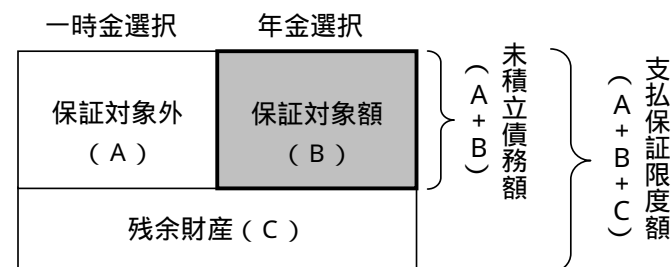 一時金選択
年金選択
保証対象外
(A)
保証対象額
(B)
残余財産(C)
未積立債務額
(A+B)
支払保証限度額
(A+B+C)